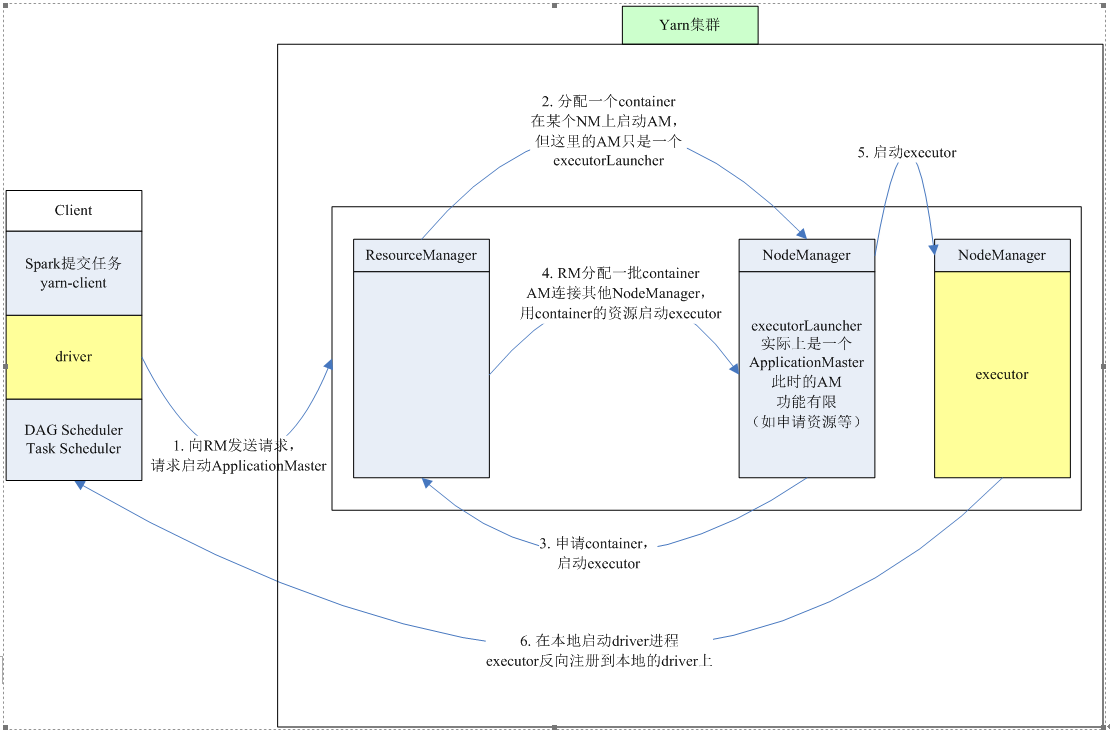 Yarn集群
2. 分配一个container
在某个NM上启动AM，
但这里的AM只是一个
executorLauncher
5. 启动executor
Client
Spark提交任务
yarn-client
driver
DAG Scheduler
Task Scheduler
1. 向RM发送请求，
请求启动ApplicationMaster
ResourceManager
4. RM分配一批container
AM连接其他NodeManager，
用container的资源启动executor
NodeManager
executorLauncher
实际上是一个
ApplicationMaster
此时的AM
功能有限
（如申请资源等）
NodeManager
executor
3. 申请container，
启动executor
6. 在本地启动driver进程
executor反向注册到本地的driver上